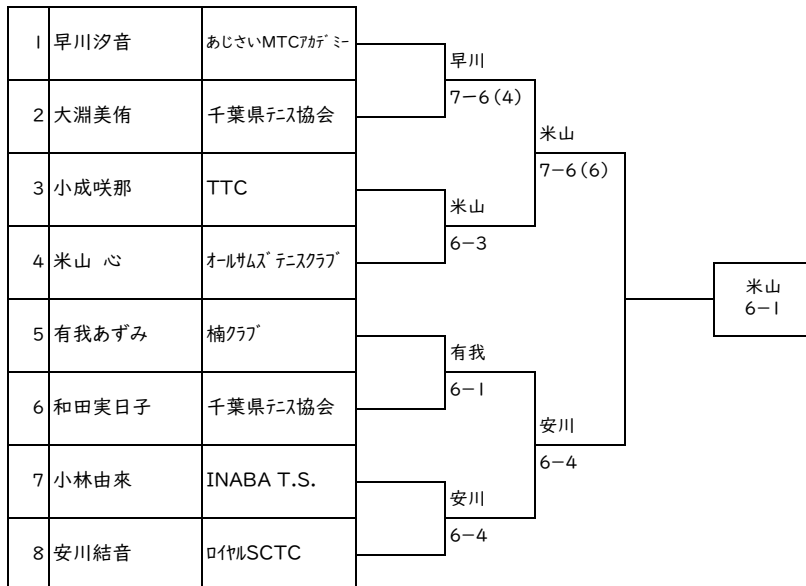 1 早川汐音 あじさいMTCｱｶﾃﾞﾐｰ
2 大淵美侑 千葉県ﾃﾆｽ協会
3 小成咲那 TTC
4 米山 心 ｵｰﾙｻﾑｽﾞﾃﾆｽｸﾗﾌﾞ
5 有我あずみ 楠ｸﾗﾌﾞ
6 和田実日子 千葉県ﾃﾆｽ協会
7 小林由來 INABA T.S.
8 安川結音 ﾛｲﾔﾙSCTC
早川
7-6(4)
米山
6-3
有我
6-1
安川
6-4
米山
7-6(6)
安川
6-4
米山
6-1